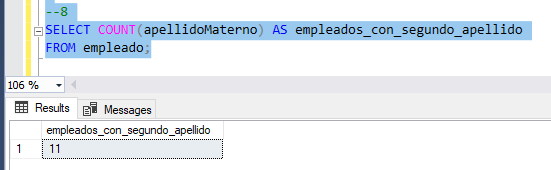 --8
SELECT COUNT(apellidoMaterno) AS empleados_con_segundo_apellido
FROM empleado;
106 %
Results Messages
empleados_con_segundo_apellido
1 11